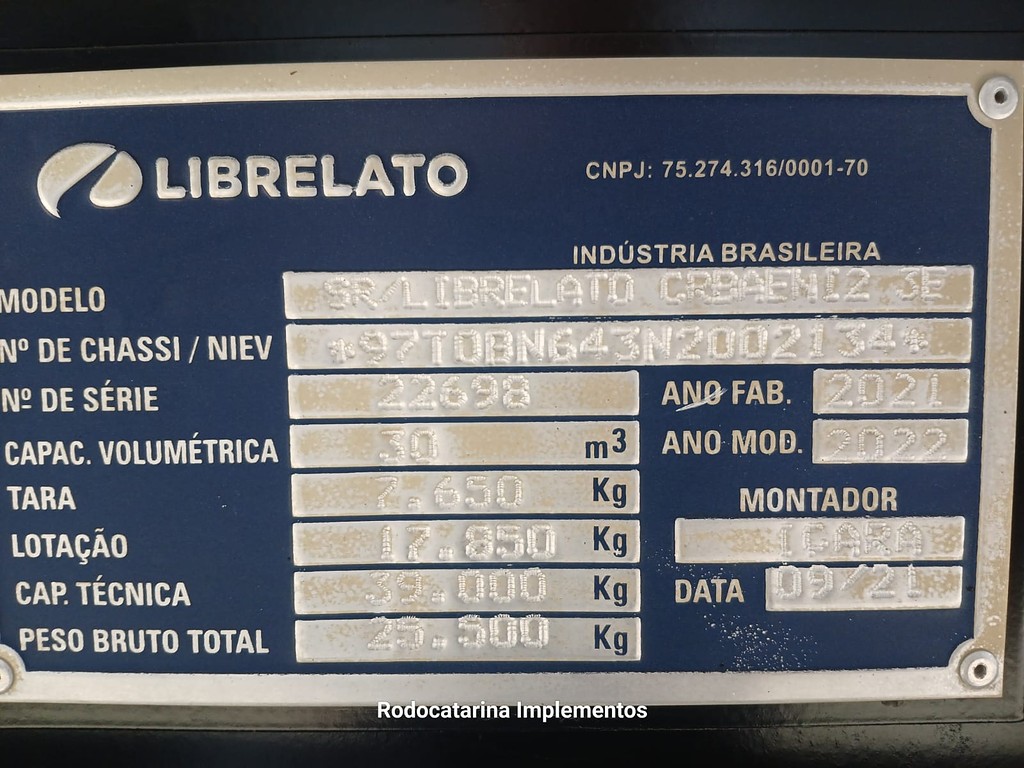 LIBRELATO
CNPJ: 75.274.316/0001-70
INDÚSTRIA BRASILEIRA
MODELO SR/LIBRELATO CRBAEN12 3E
Nº DE CHASSI / NIEV *97T0BN643N2002134*
Nº DE SÉRIE 22698 ANO FAB. 2021
CAPAC. VOLUMÉTRICA 30 m3 ANO MOD. 2022
TARA 7.650 Kg MONTADOR
LOTAÇÃO 17.850 Kg IÇARA
CAP. TÉCNICA 39.000 Kg DATA 09/21
PESO BRUTO TOTAL 25.500 Kg
Rodocatarina Implementos